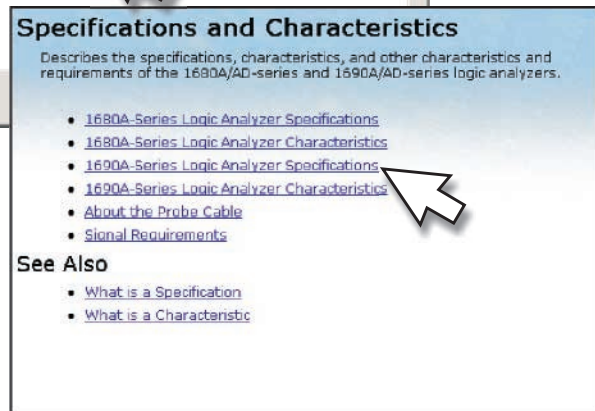 Specifications and Characteristics
Describes the specifications, characteristics, and other characteristics and
requirements of the 1680A/AD-series and 1690A/AD-series logic analyzers.
1680A-Series Logic Analyzer Specifications
1680A-Series Logic Analyzer Characteristics
1690A-Series Logic Analyzer Specifications
1690A-Series Logic Analyzer Characteristics
About the Probe Cable
Signal Requirements
See Also
What is a Specification
What is a Characteristic